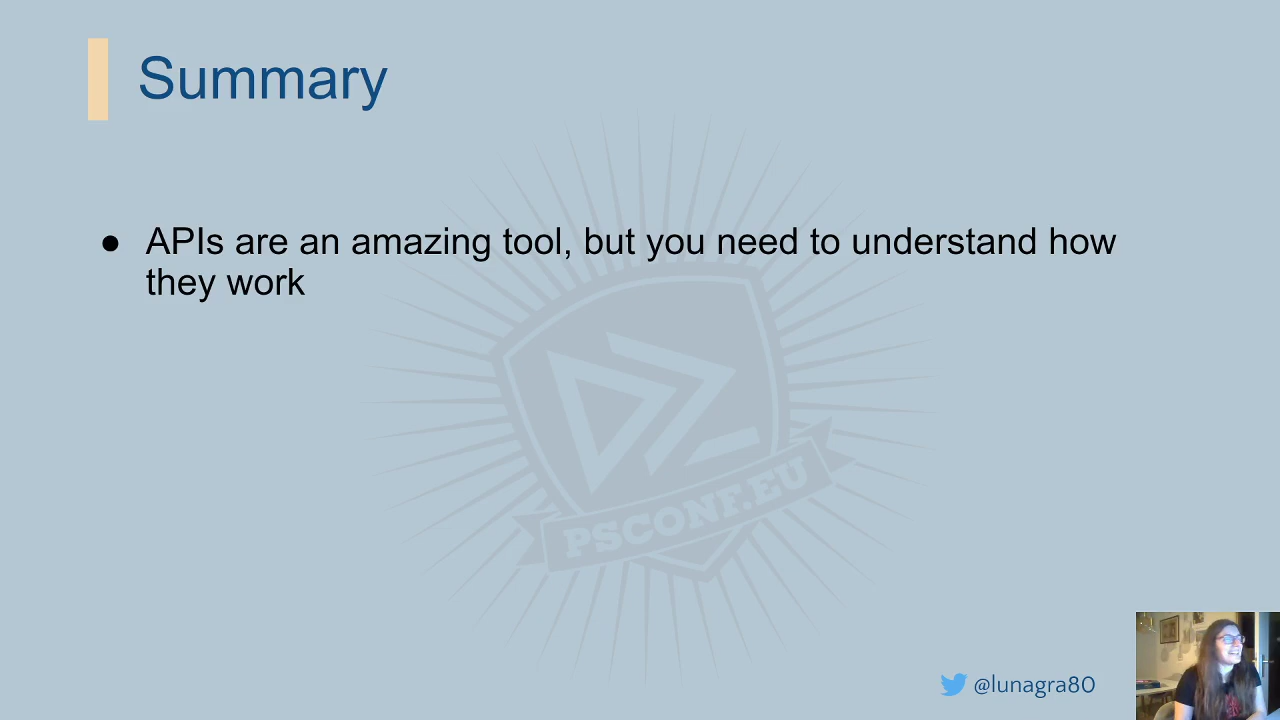 Summary
● APIs are an amazing tool, but you need to understand how
they work
PSCONF.EU
@lunagra80